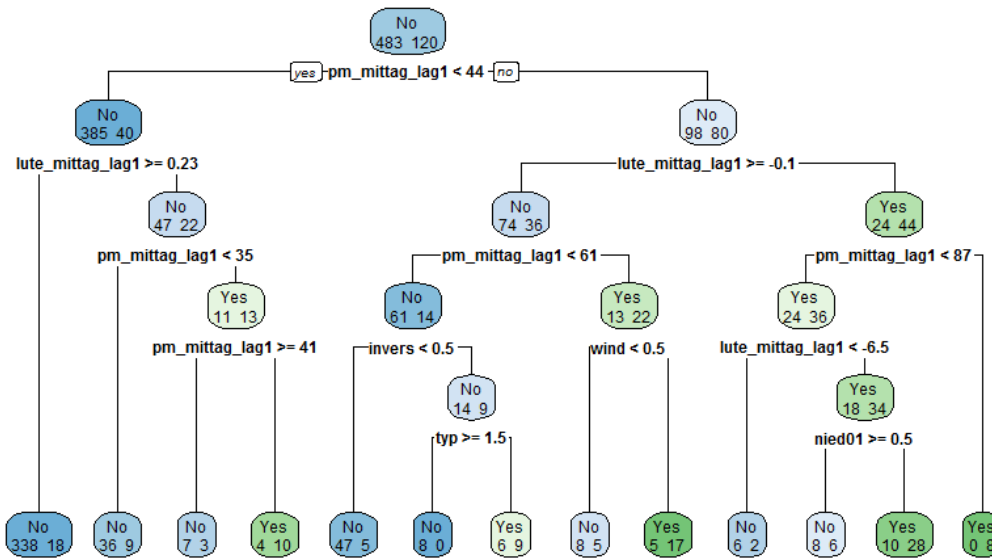 No
483 120
yes pm_mittag_lag1 < 44 no
No
385 40
No
98 80
lute_mittag_lag1 >= 0.23
lute_mittag_lag1 >= -0.1
No
47 22
No
74 36
Yes
24 44
pm_mittag_lag1 < 35
pm_mittag_lag1 < 61
pm_mittag_lag1 < 87
Yes
11 13
No
61 14
Yes
13 22
Yes
24 36
pm_mittag_lag1 >= 41
invers < 0.5
wind < 0.5
lute_mittag_lag1 < -6.5
No
14 9
Yes
18 34
typ >= 1.5
nied01 >= 0.5
No
338 18
No
36 9
No
7 3
Yes
4 10
No
47 5
No
8 0
Yes
6 9
No
8 5
Yes
5 17
No
6 2
No
8 6
Yes
10 28
Yes
0 8